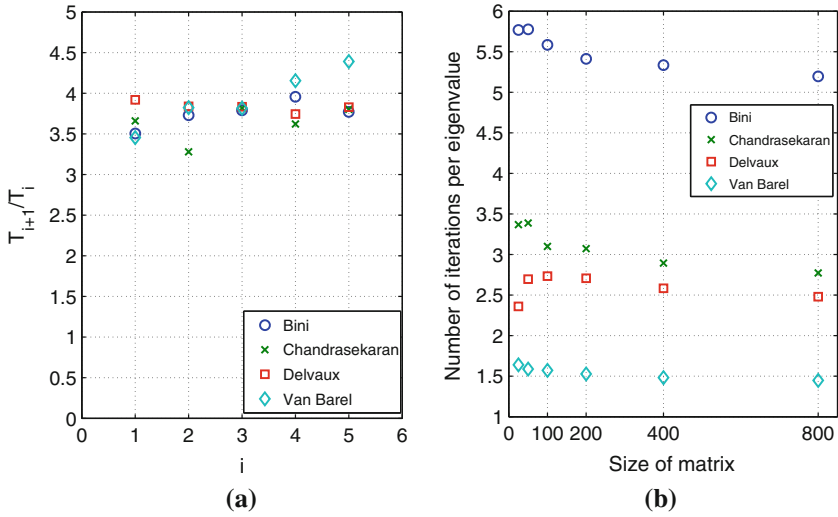 5
4.5
4
3.5
3
2.5
2
1.5
1
5.5
5
T_{i+1}/T_i
0 1 2 3 4 5 6
i
Bini
Chandrasekaran
Delvaux
Van Barel
(a)
6
5.5
5
4.5
4
3.5
3
2.5
2
1.5
1
Number of iterations per eigenvalue
0 100 200 400 800
Size of matrix
Bini
Chandrasekaran
Delvaux
Van Barel
(b)